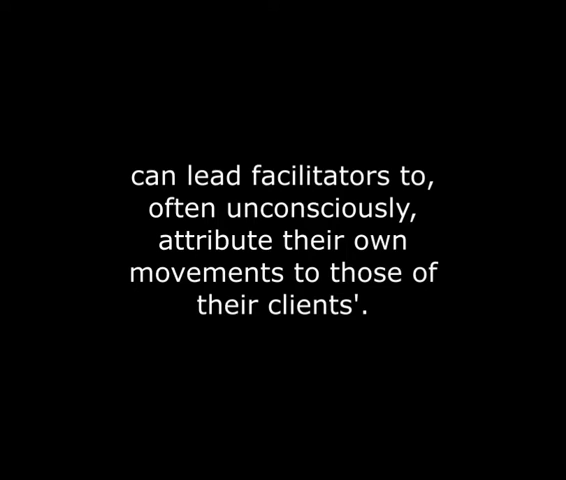 can lead facilitators to,
often unconsciously,
attribute their own
movements to those of
their clients'.